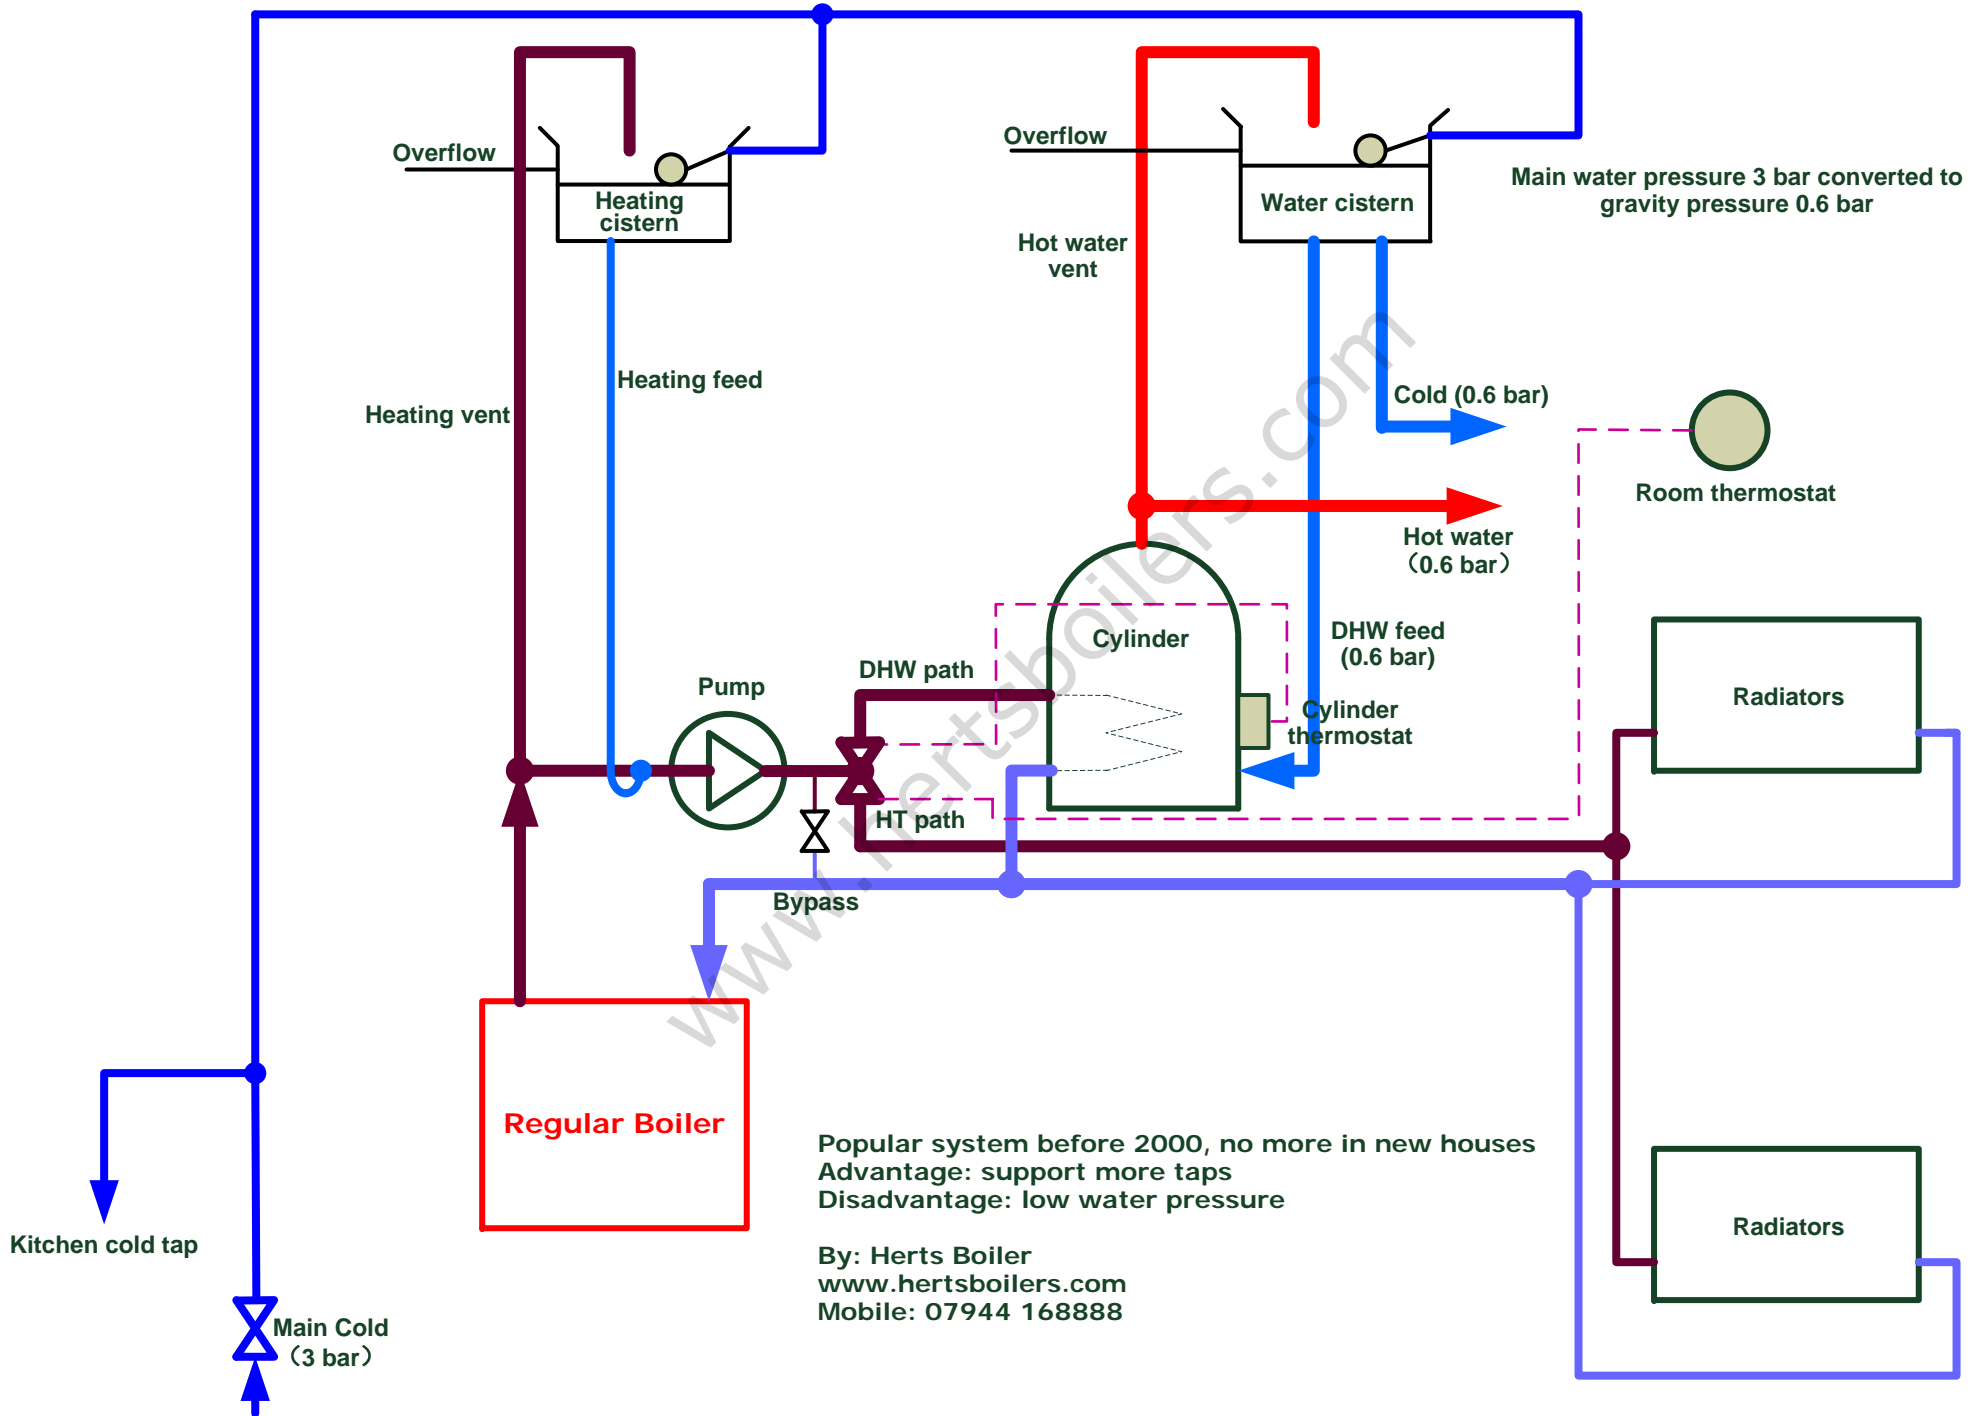 Overflow
Heating
cistern
Overflow
Water cistern
Main water pressure 3 bar converted to
gravity pressure 0.6 bar
Hot water
vent
Heating feed
Heating vent
Cold (0.6 bar)
Room thermostat
Hot water
(0.6 bar)
DHW feed
(0.6 bar)
Cylinder
DHW path
Pump
Cylinder
thermostat
Radiators
HT path
Bypass
www.hertsboilers.com
Regular Boiler
Popular system before 2000, no more in new houses
Advantage: support more taps
Disadvantage: low water pressure
By: Herts Boiler
www.hertsboilers.com
Mobile: 07944 168888
Radiators
Kitchen cold tap
Main Cold
(3 bar)